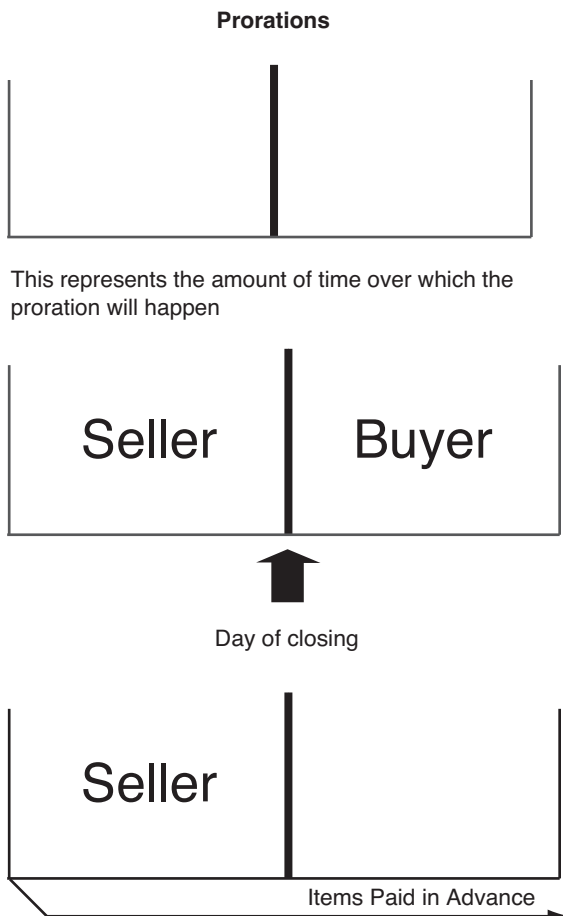 Prorations
This represents the amount of time over which the
proration will happen
Seller Buyer
Day of closing
Seller
Items Paid in Advance